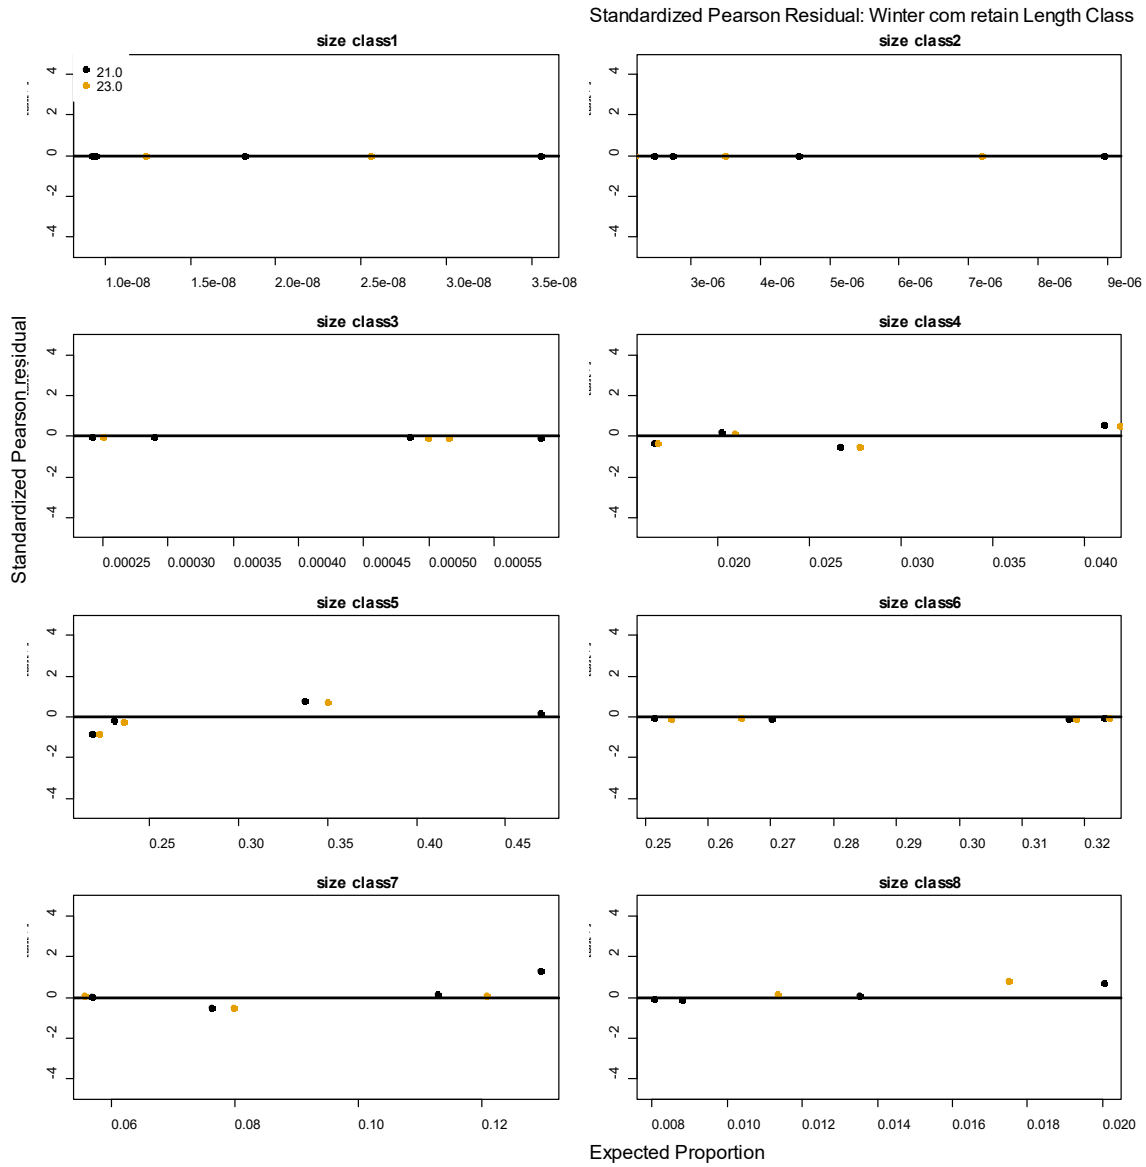 Standardized Pearson Residual: Winter com retain Length Class
size class1
size class2
21.0
23.0
4
2
0
-2
-4
4
2
0
-2
-4
1.0e-08 1.5e-08 2.0e-08 2.5e-08 3.0e-08 3.5e-08
3e-06 4e-06 5e-06 6e-06 7e-06 8e-06 9e-06
size class3
size class4
4
2
0
-2
-4
4
2
0
-2
-4
0.00025 0.00030 0.00035 0.00040 0.00045 0.00050 0.00055
0.020 0.025 0.030 0.035 0.040
Standardized Pearson residual
size class5
size class6
4
2
0
-2
-4
4
2
0
-2
-4
0.25 0.30 0.35 0.40 0.45
0.25 0.26 0.27 0.28 0.29 0.30 0.31 0.32
size class7
size class8
4
2
0
-2
-4
4
2
0
-2
-4
0.06 0.08 0.10 0.12
0.008 0.010 0.012 0.014 0.016 0.018 0.020
Expected Proportion